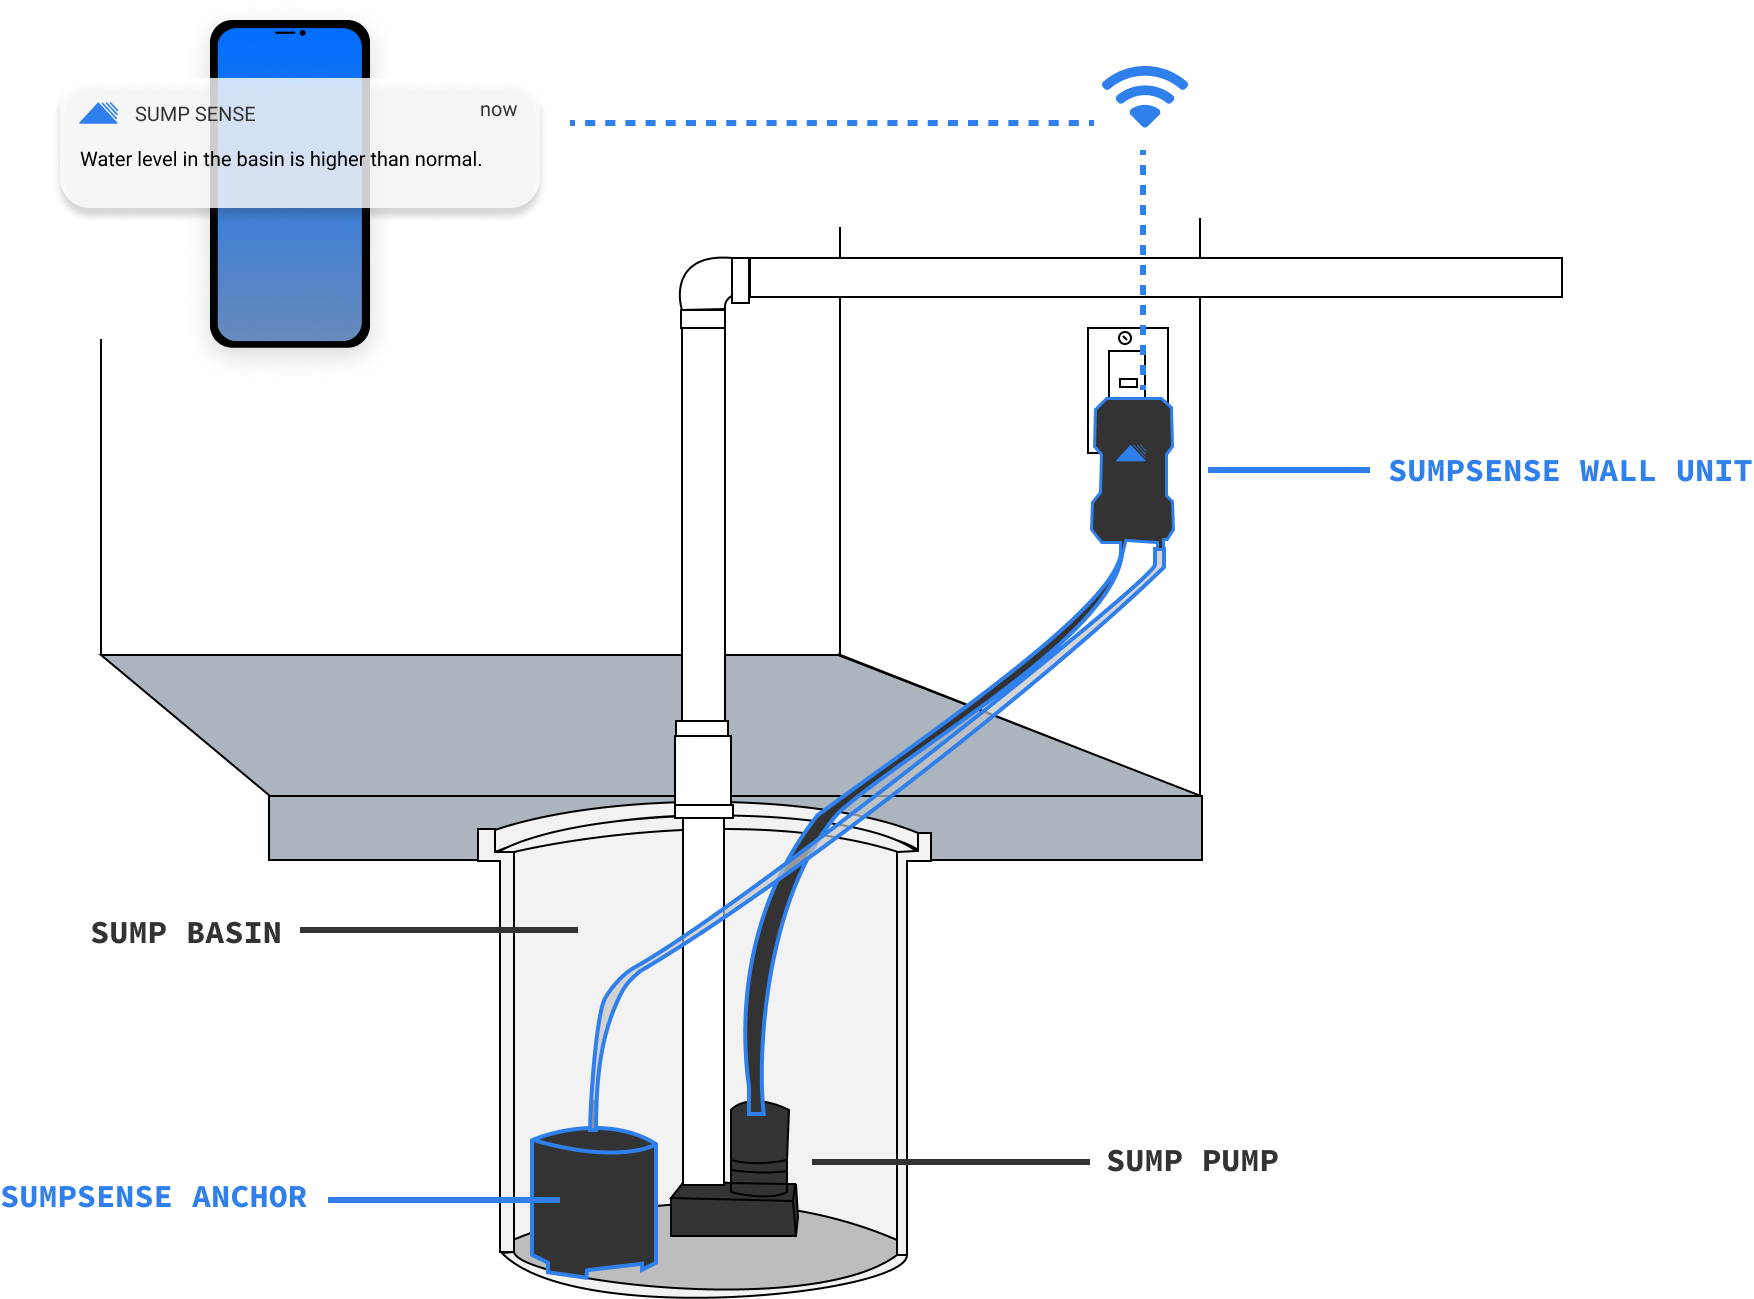 SUMP SENSE
now
Water level in the basin is higher than normal.
SUMPSENSE WALL UNIT
SUMP BASIN
SUMP PUMP
SUMPSENSE ANCHOR